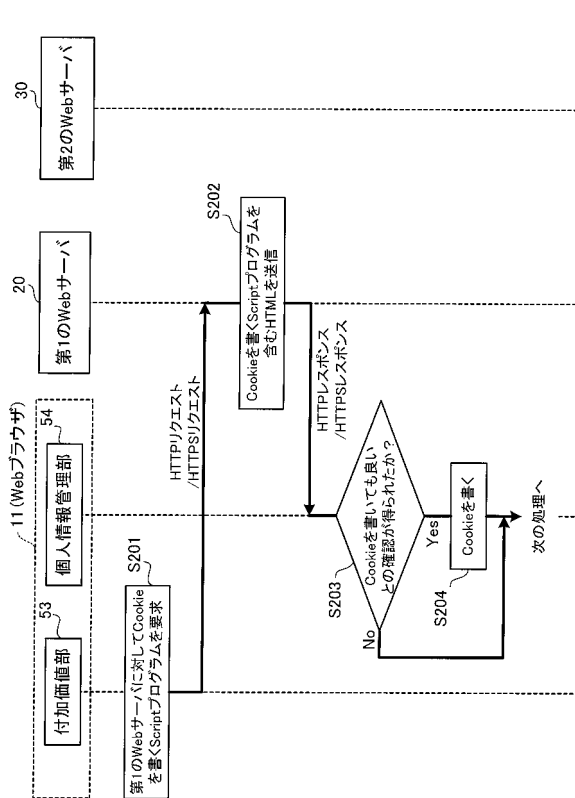 11(Webブラウザ)
53
付加価値部
54
個人情報管理部
20
第1のWebサーバ
30
第2のWebサーバ
S201
第1のWebサーバに対してCookie
を書くScriptプログラムを要求
HTTPリクエスト
/HTTPSリクエスト
S202
Cookieを書くScriptプログラムを
含むHTMLを送信
HTTPレスポンス
/HTTPSレスポンス
S203
Cookieを書いても良い
との確認が得られたか?
No
Yes
S204
Cookieを書く
次の処理へ